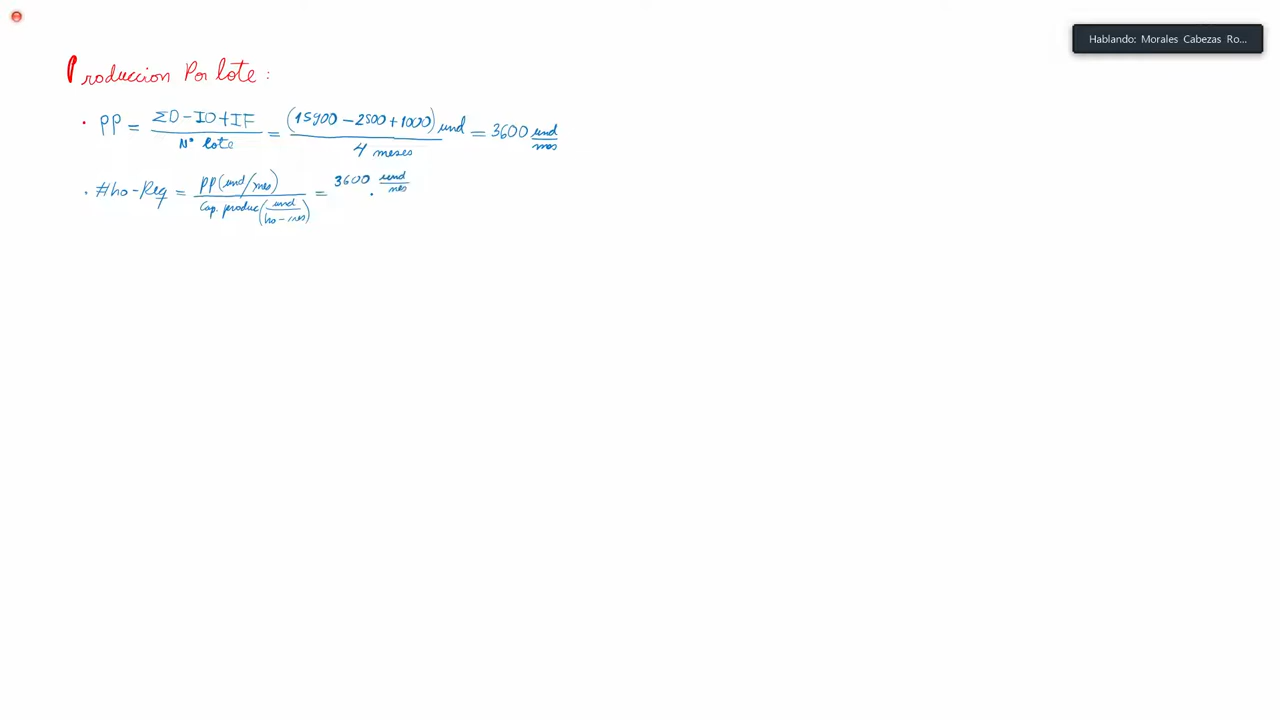 Hablando: Morales Cabezas Ro...
Produccion Por lote :
• PP = (ΣD - IO + IF) / (N° lote) = ((15900 - 2500 + 1000) und) / (4 meses) = 3600 und/mes
• #ho-Req = (PP (und/mes)) / (Cap. produc (und/ho-mes)) = 3600 und/mes